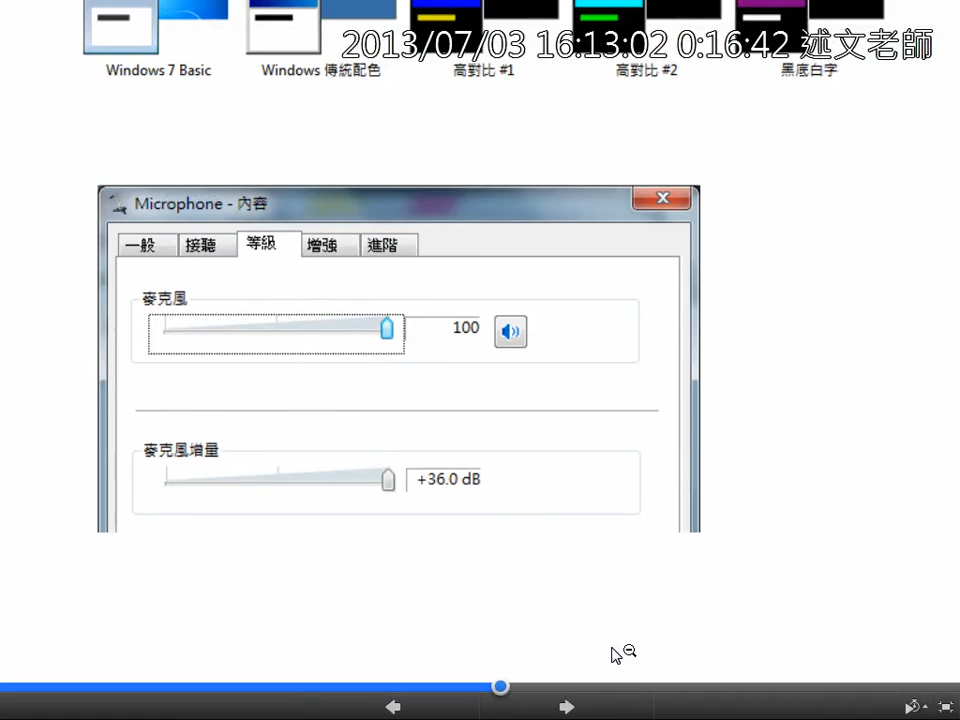 2013/07/03 16:13:02 0:16:42 述文老師
Windows 7 Basic
Windows 傳統配色
高對比 #1
高對比 #2
黑底白字
Microphone - 內容
一般
接聽
等級
增強
進階
麥克風
100
麥克風增量
+36.0 dB